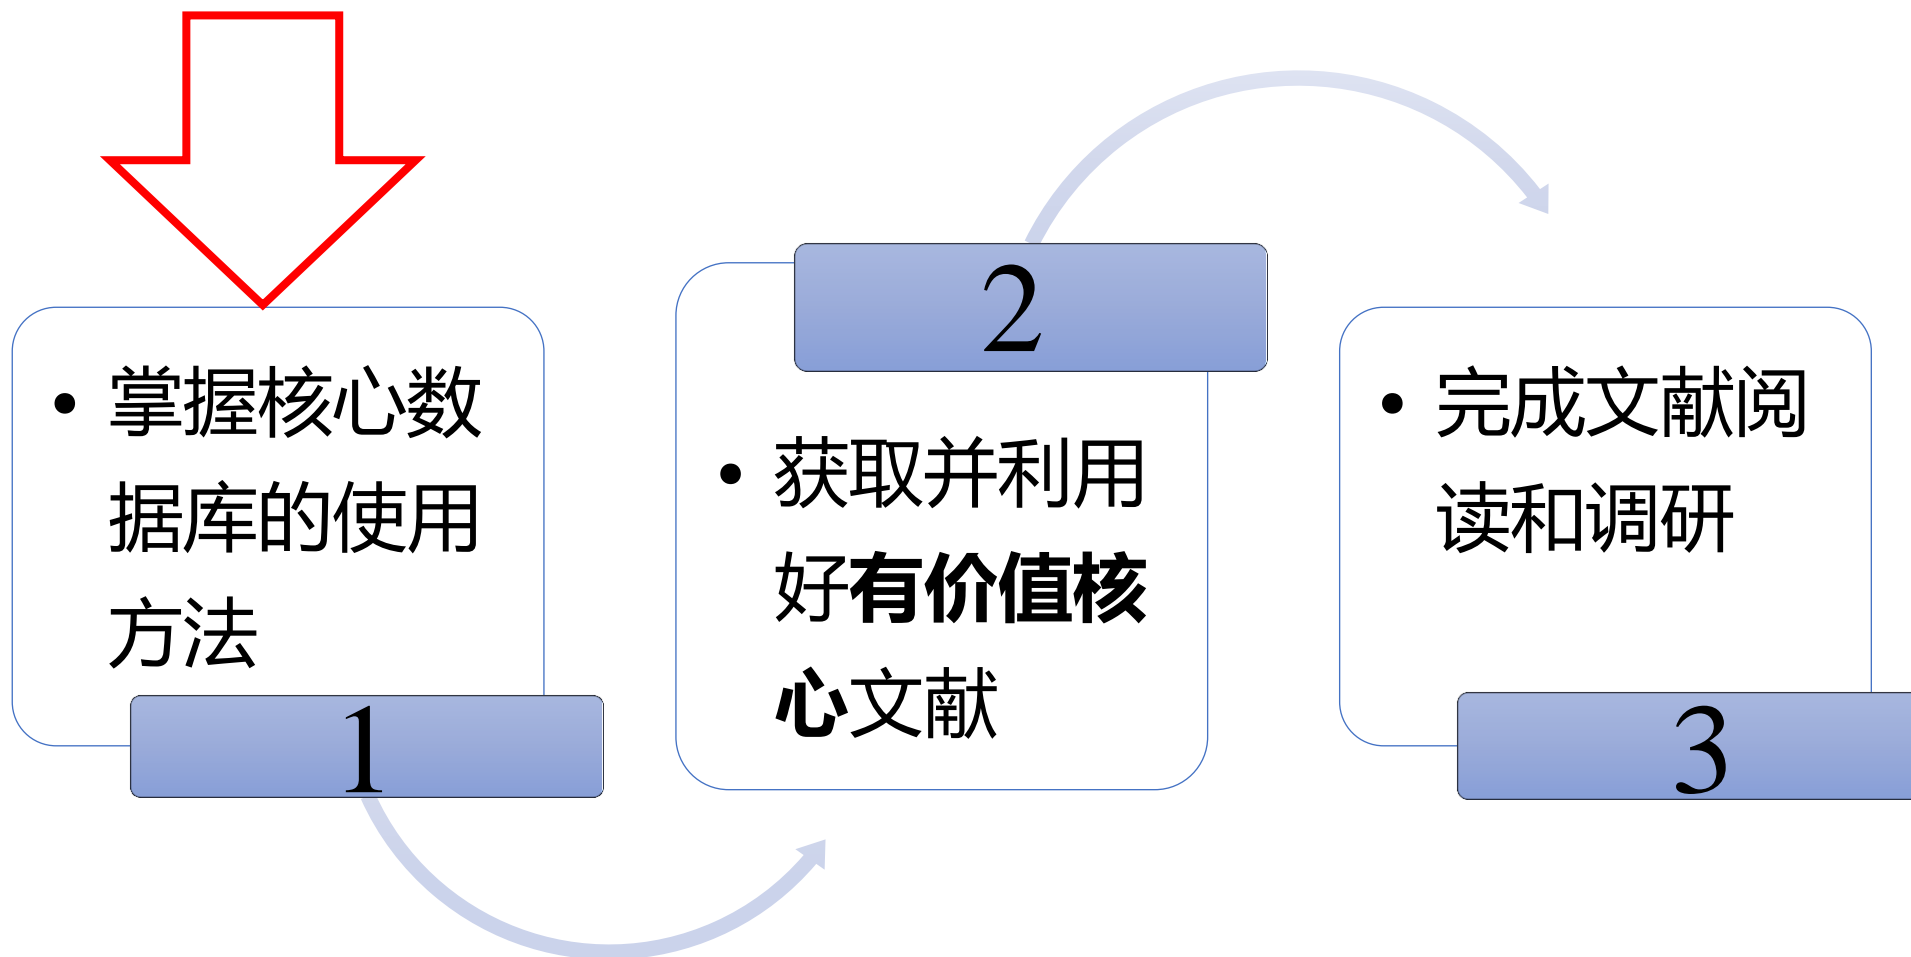 • 掌握核心数
据库的使用
方法
1
2
• 获取并利用
好有价值核
心文献
• 完成文献阅
读和调研
3